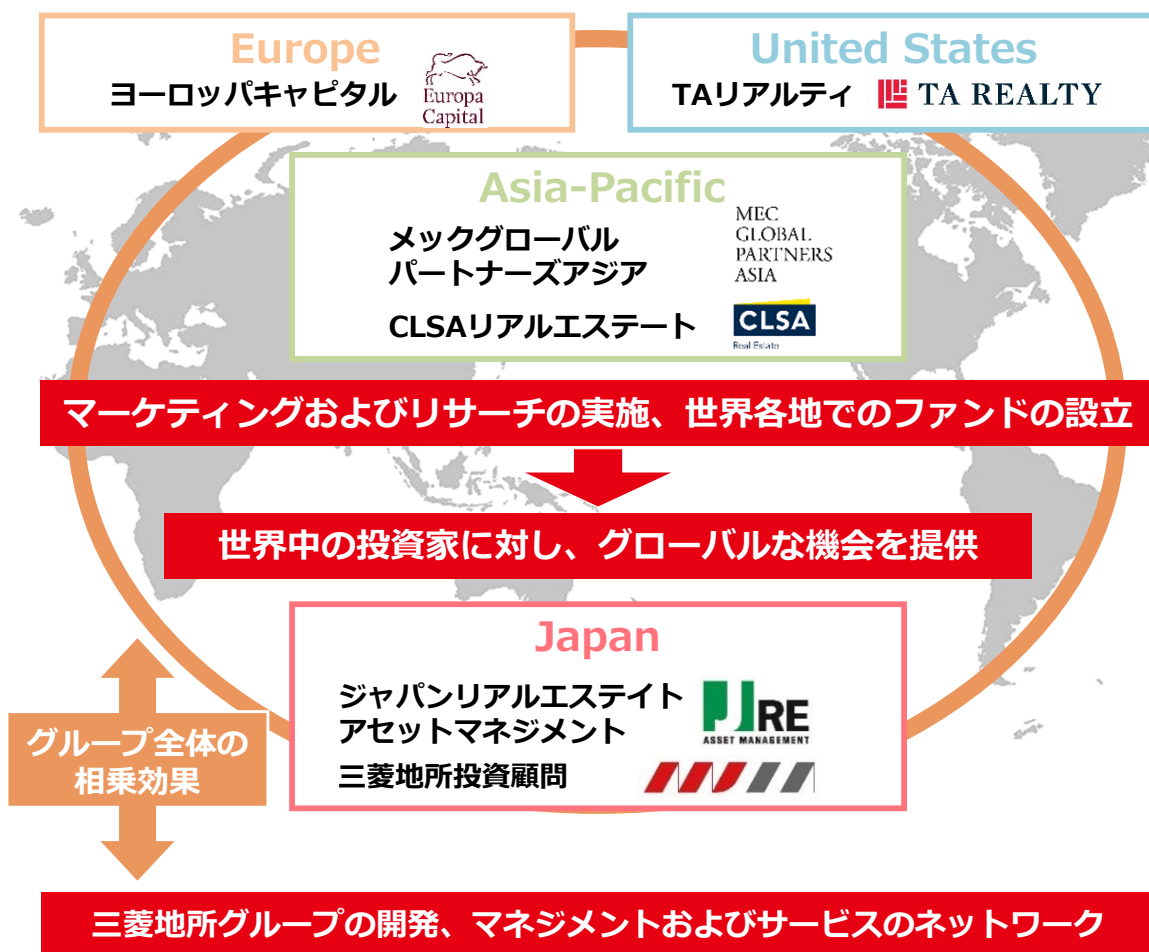 Europe
ヨーロッパキャピタル
Europa
Capital
United States
TAリアルティ
TA REALTY
Asia-Pacific
メックグローバル
パートナーズアジア
MEC
GLOBAL
PARTNERS
ASIA
CLSAリアルエステート
CLSA
Real Estate
マーケティングおよびリサーチの実施、世界各地でのファンドの設立
世界中の投資家に対し、グローバルな機会を提供
Japan
ジャパンリアルエステイト
アセットマネジメント
JRE
ASSET MANAGEMENT
三菱地所投資顧問
グループ全体の
相乗効果
三菱地所グループの開発、マネジメントおよびサービスのネットワーク